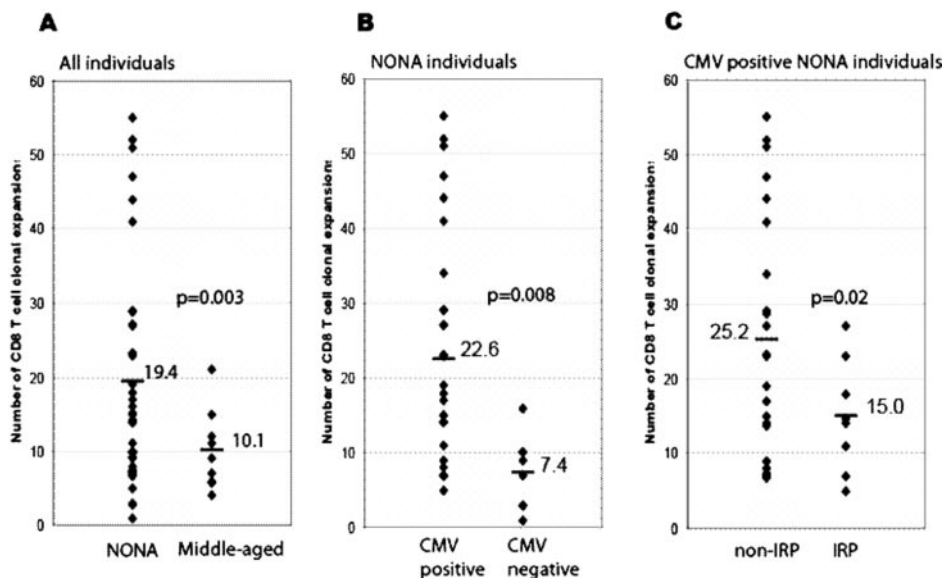 A
All individuals
Number of CD8 T cell clonal expansion:
60
50
40
30
20
10
0
p=0.003
19.4
10.1
NONA Middle-aged
B
NONA individuals
Number of CD8 T cell clonal expansion:
60
50
40
30
20
10
0
p=0.008
22.6
7.4
CMV CMV
positive negative
C
CMV positive NONA individuals
Number of CD8 T cell clonal expansion:
60
50
40
30
20
10
0
p=0.02
25.2
15.0
non-IRP IRP